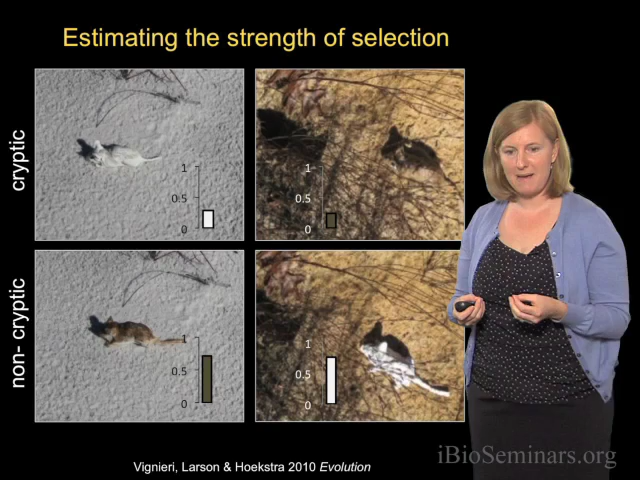 Estimating the strength of selection
cryptic
1
0.5
0
1
0.5
0
non- cryptic
1
0.5
0
1
0.5
0
Vignieri, Larson & Hoekstra 2010 Evolution
iBioSeminars.org